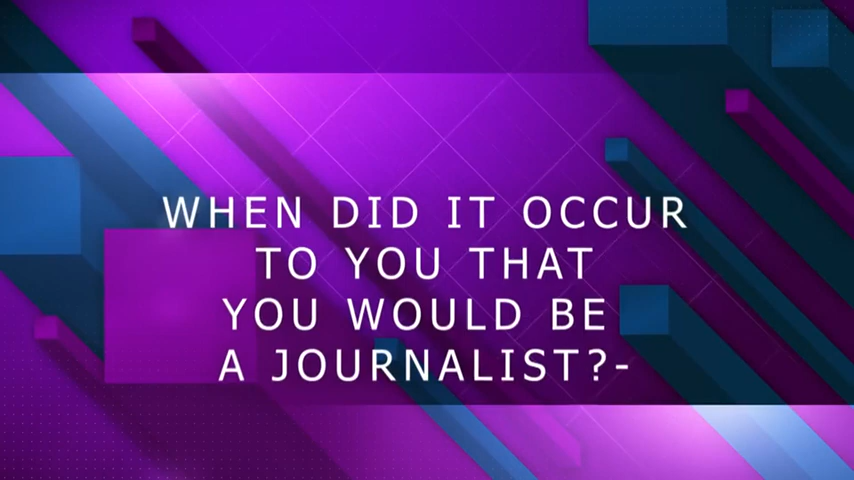 WHEN DID IT OCCUR
TO YOU THAT
YOU WOULD BE
A JOURNALIST?-